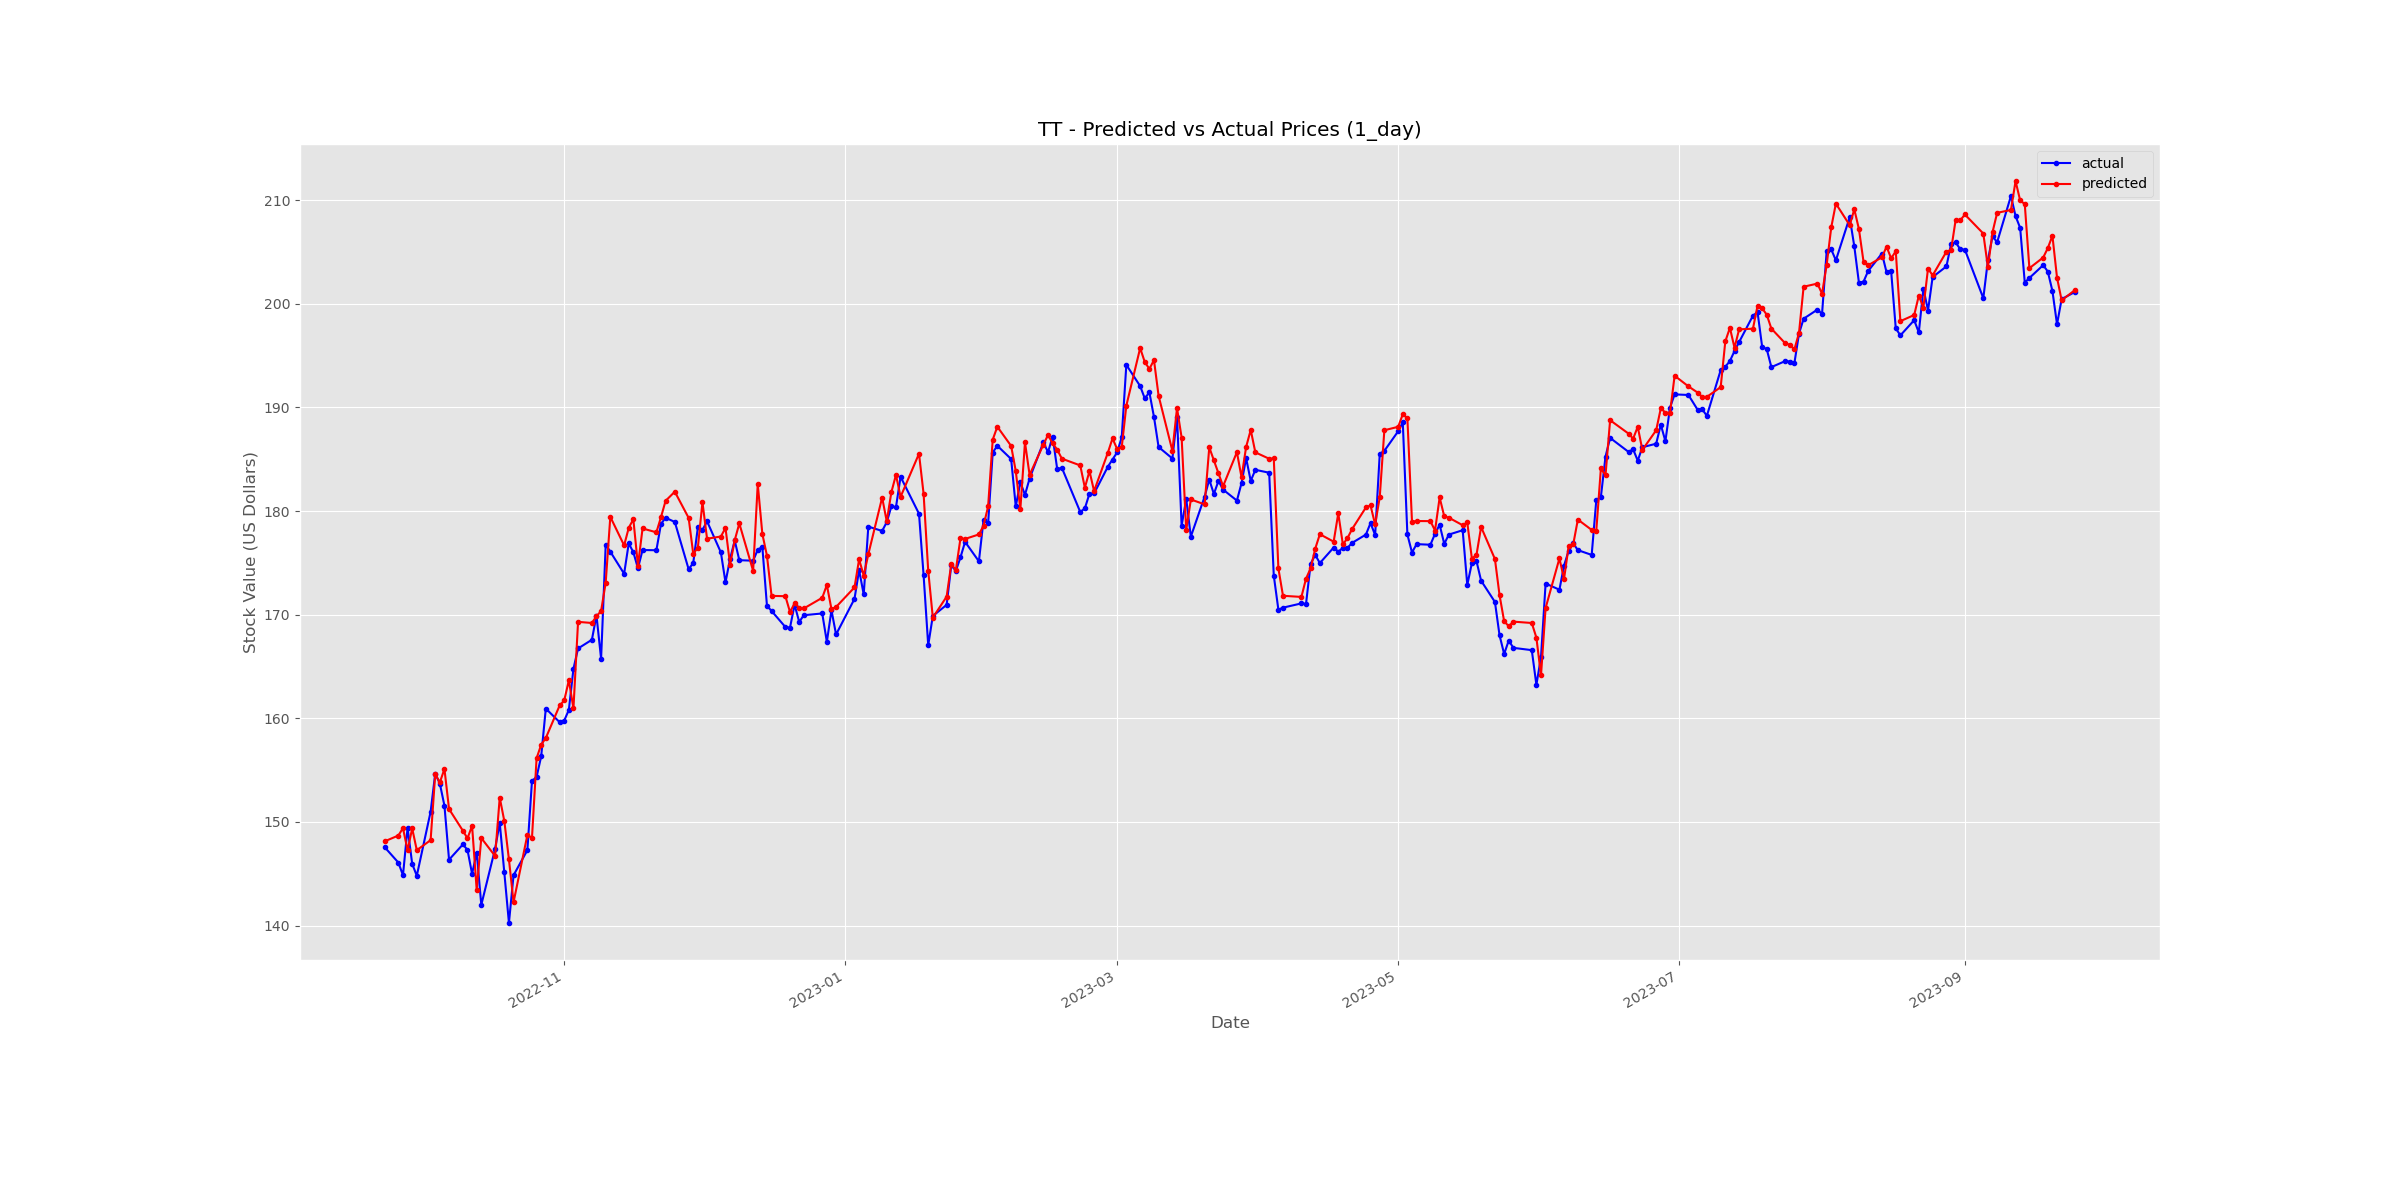 TT - Predicted vs Actual Prices (1_day)
actual
predicted
Stock Value (US Dollars)
210
200
190
180
170
160
150
140
2022-11
2023-01
2023-03
2023-05
2023-07
2023-09
Date